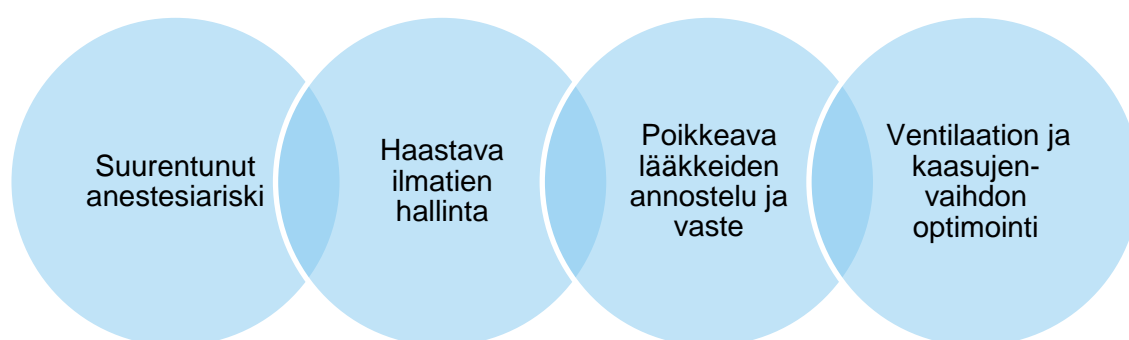 Suurentunut
anestesiariski
Haastava
ilmatien
hallinta
Poikkeava
lääkkeiden
annostelu ja
vaste
Ventilaation ja
kaasujen-
vaihdon
optimointi